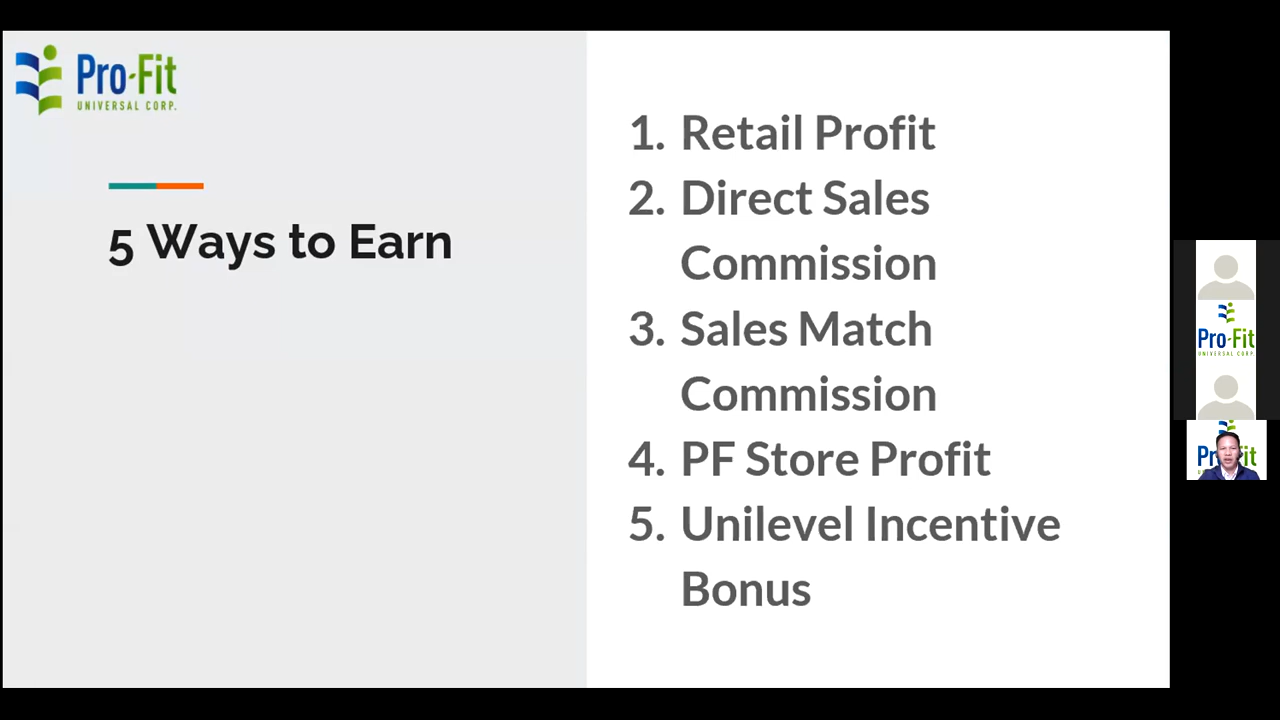 Pro-Fit
UNIVERSAL CORP.
5 Ways to Earn
1. Retail Profit
2. Direct Sales
Commission
3. Sales Match
Commission
4. PF Store Profit
5. Unilevel Incentive
Bonus
Pro-Fit
UNIVERSAL CORP.